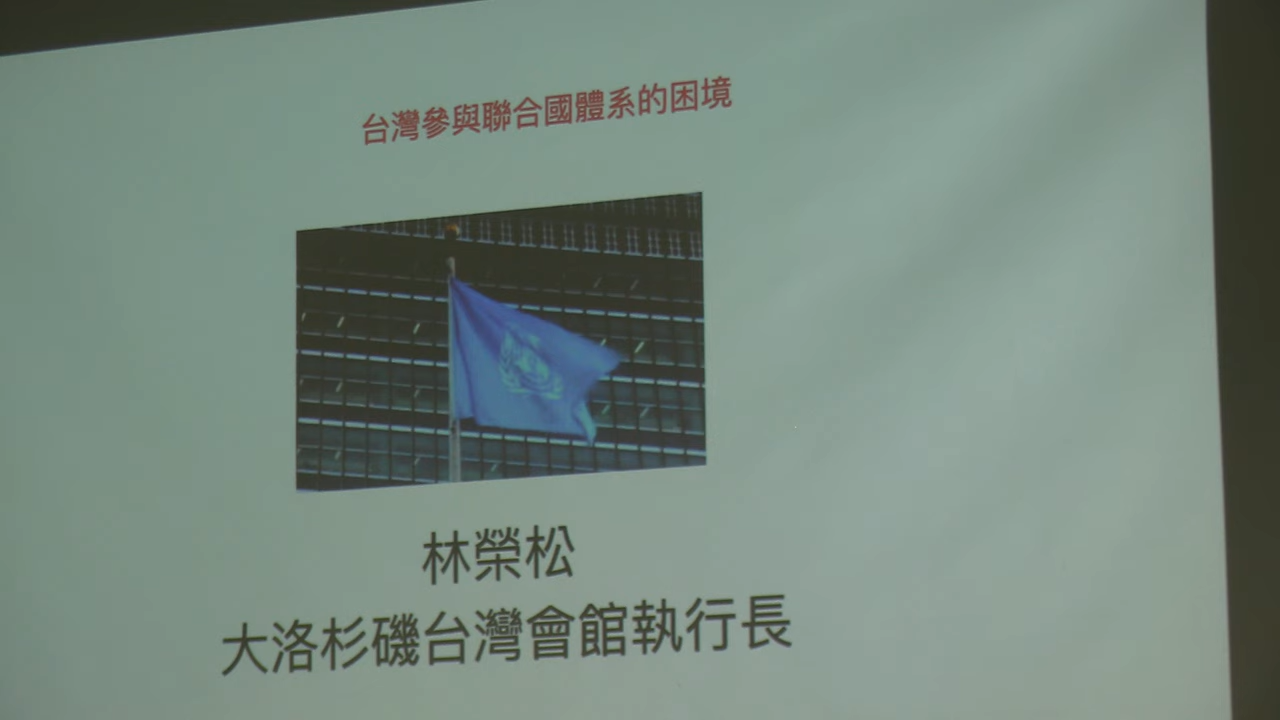 台灣參與聯合國體系的困境
林榮松
大洛杉磯台灣會館執行長